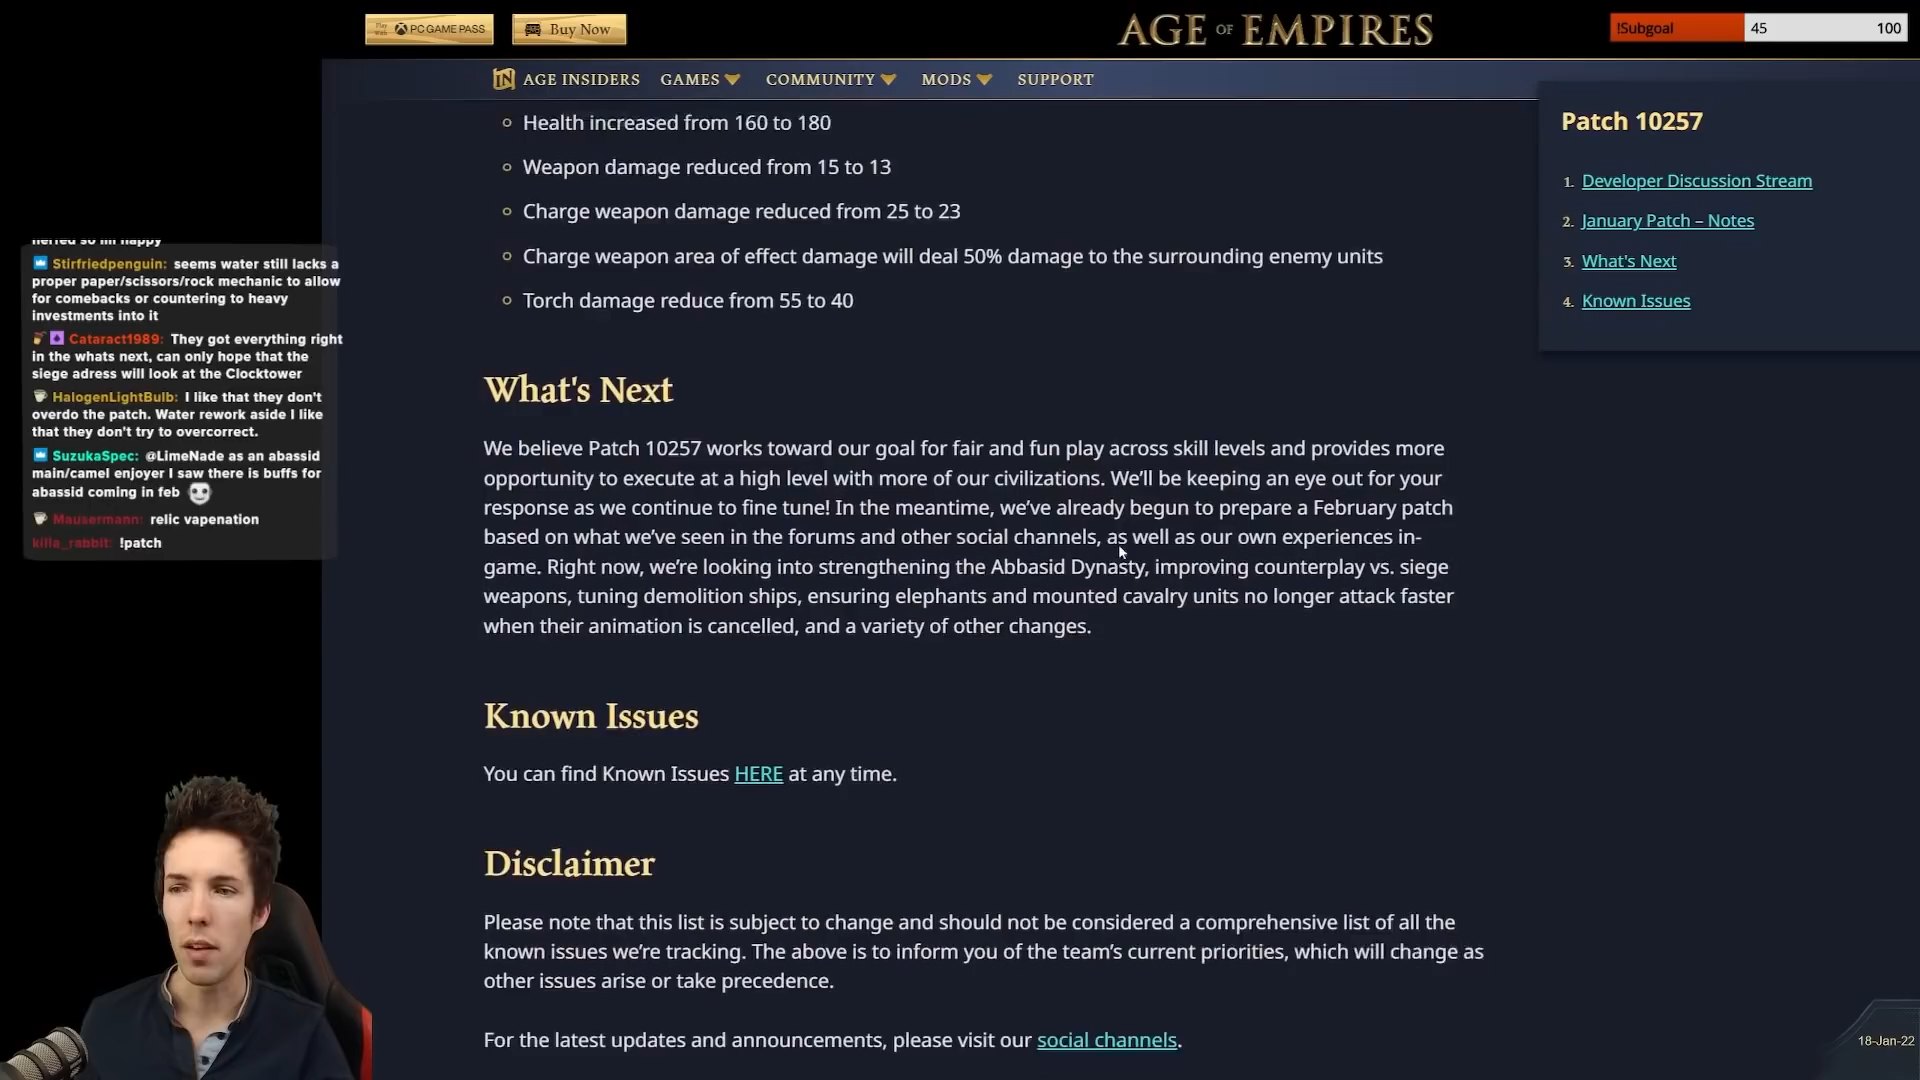 Play With PC GAME PASS
Buy Now
AGE OF EMPIRES
!Subgoal 45 100
AGE INSIDERS GAMES COMMUNITY MODS SUPPORT
Health increased from 160 to 180
Weapon damage reduced from 15 to 13
Charge weapon damage reduced from 25 to 23
Charge weapon area of effect damage will deal 50% damage to the surrounding enemy units
Torch damage reduce from 55 to 40
What's Next
We believe Patch 10257 works toward our goal for fair and fun play across skill levels and provides more
opportunity to execute at a high level with more of our civilizations. We'll be keeping an eye out for your
response as we continue to fine tune! In the meantime, we've already begun to prepare a February patch
based on what we've seen in the forums and other social channels, as well as our own experiences in-
game. Right now, we're looking into strengthening the Abbasid Dynasty, improving counterplay vs. siege
weapons, tuning demolition ships, ensuring elephants and mounted cavalry units no longer attack faster
when their animation is cancelled, and a variety of other changes.
Known Issues
You can find Known Issues HERE at any time.
Disclaimer
Please note that this list is subject to change and should not be considered a comprehensive list of all the
known issues we're tracking. The above is to inform you of the team's current priorities, which will change as
other issues arise or take precedence.
For the latest updates and announcements, please visit our social channels.
Patch 10257
1. Developer Discussion Stream
2. January Patch – Notes
3. What's Next
4. Known Issues
nerfed so im happy
Stirfriedpenguin: seems water still lacks a
proper paper/scissors/rock mechanic to allow
for comebacks or countering to heavy
investments into it
Cataract1989: They got everything right
in the whats next, can only hope that the
siege adress will look at the Clocktower
HalogenLightBulb: I like that they don't
overdo the patch. Water rework aside I like
that they don't try to overcorrect.
SuzukaSpec: @LimeNade as an abassid
main/camel enjoyer I saw there is buffs for
abassid coming in feb
Mausermann: relic vapenation
killa_rabbit: !patch
18-Jan-22